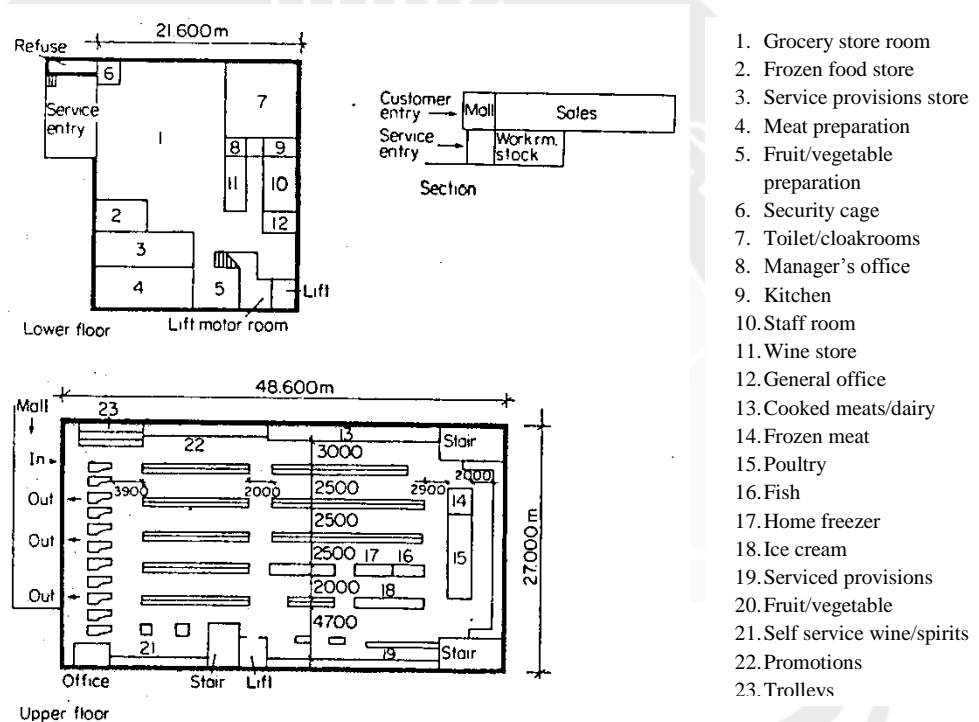 21.600m
Refuse
6
7
Service
entry
1
8
9
11
10
2
12
3
4
5
Lift
Lift motor room
Lower floor
Customer
entry
Mall
Sales
Service
entry
Work rm.
stock
Section
48.600m
Mall
23
22
13
Stair
3000
In
3900
2000
2500
2900
2000
Out
14
2500
Out
15
27.000m
2500
17
16
2000
Out
18
4700
21
19
Stair
Office
Stair
Lift
Upper floor
1. Grocery store room
2. Frozen food store
3. Service provisions store
4. Meat preparation
5. Fruit/vegetable
preparation
6. Security cage
7. Toilet/cloakrooms
8. Manager's office
9. Kitchen
10. Staff room
11. Wine store
12. General office
13. Cooked meats/dairy
14. Frozen meat
15. Poultry
16. Fish
17. Home freezer
18. Ice cream
19. Serviced provisions
20. Fruit/vegetable
21. Self service wine/spirits
22. Promotions
23. Trolleys